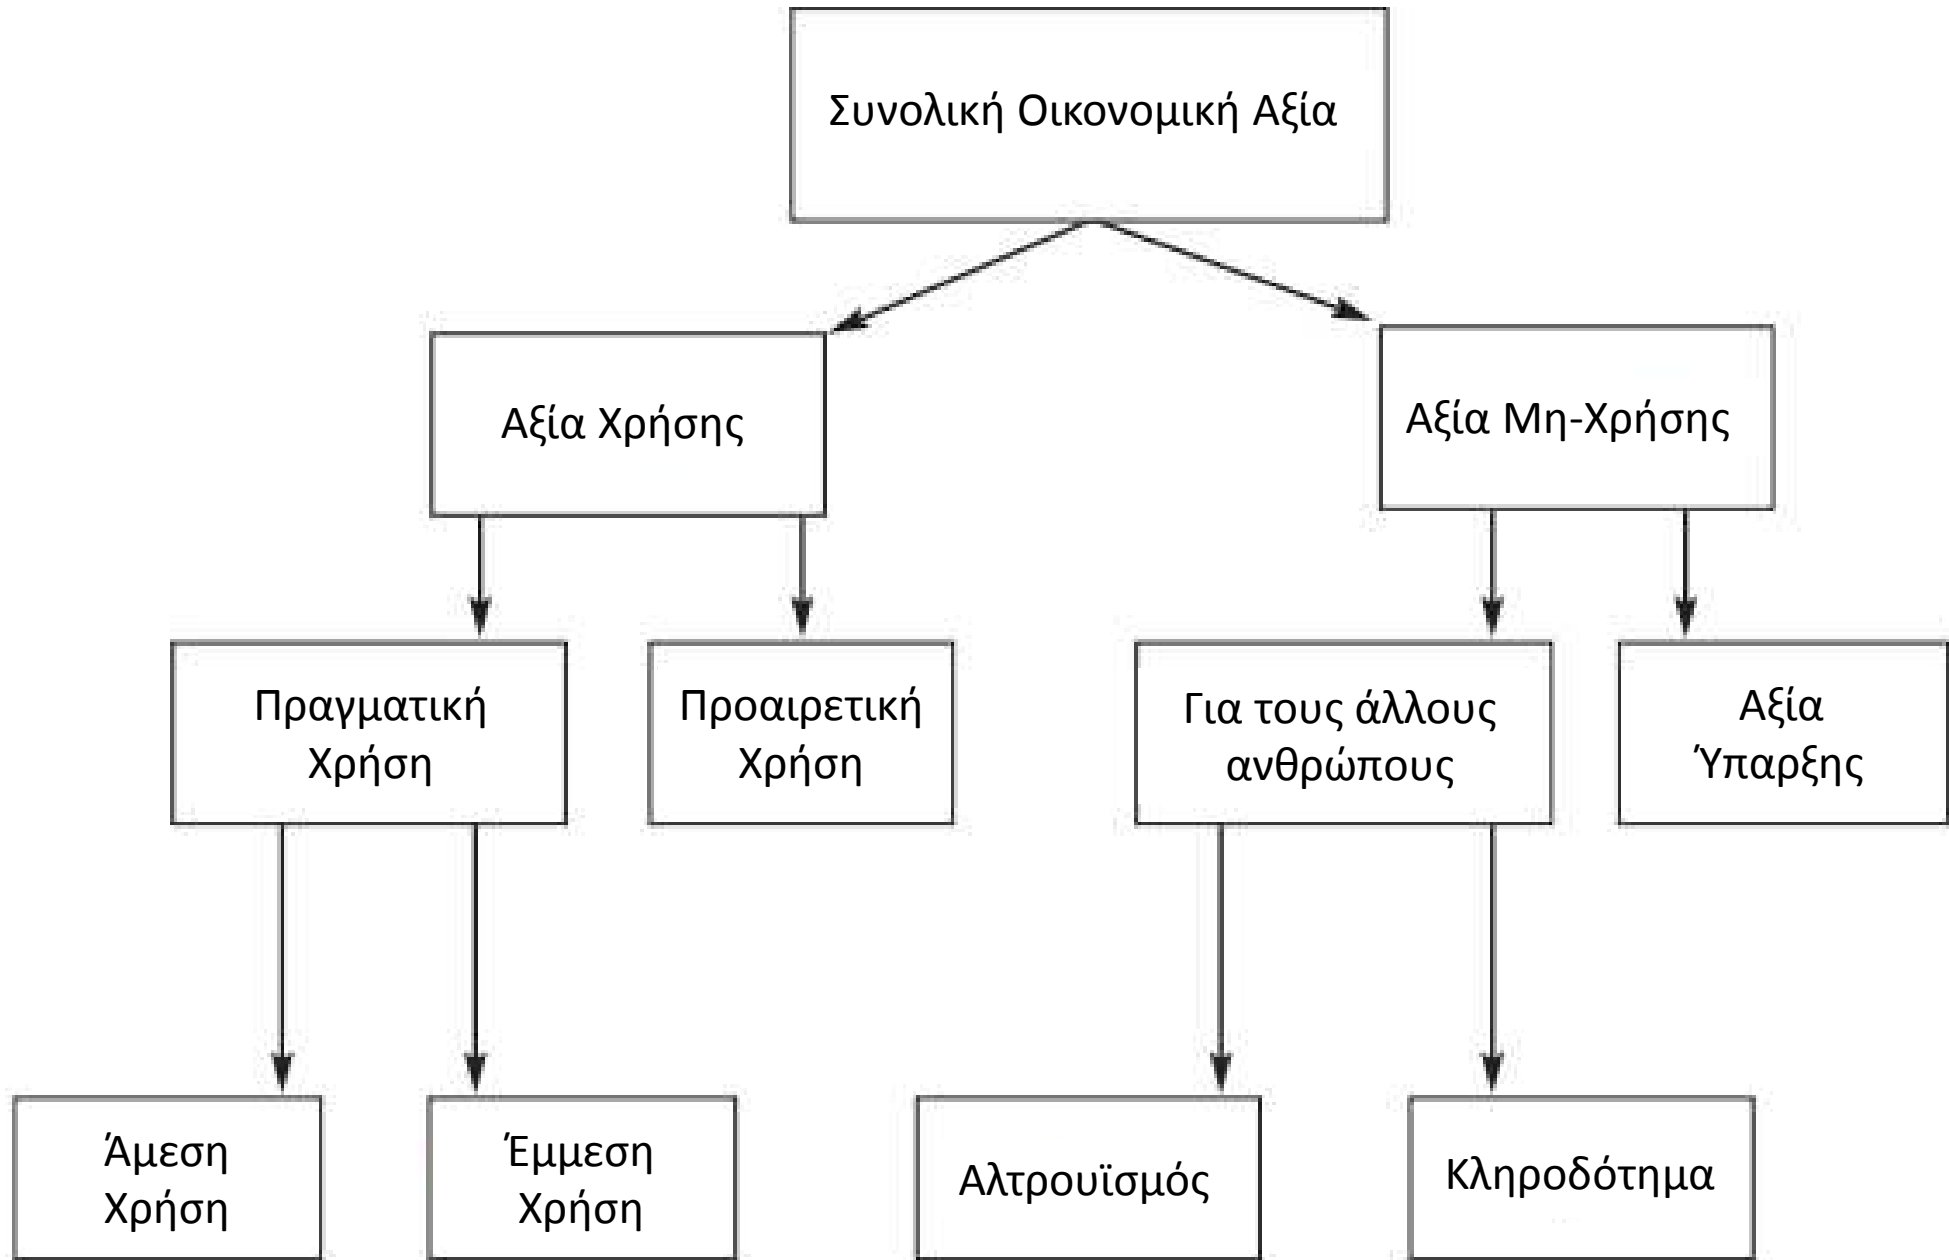 Συνολική Οικονομική Αξία
Αξία Χρήσης
Αξία Μη-Χρήσης
Πραγματική
Χρήση
Προαιρετική
Χρήση
Για τους άλλους
ανθρώπους
Αξία
Ύπαρξης
Άμεση
Χρήση
Έμμεση
Χρήση
Αλτρουϊσμός
Κληροδότημα